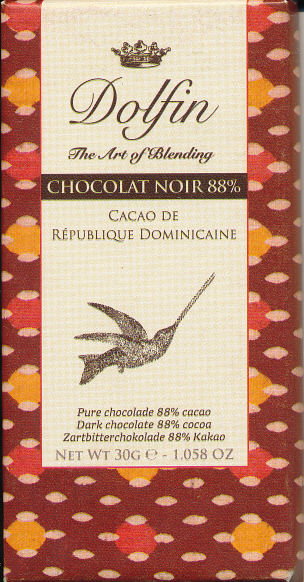 Dolfin
The Art of Blending
CHOCOLAT NOIR 88%
CACAO DE
RÉPUBLIQUE DOMINICAINE
Pure chocolade 88% cacao
Dark chocolate 88% cocoa
Zartbitterchokolade 88% Kakao
NET WT 30G ℮ - 1.058 OZ